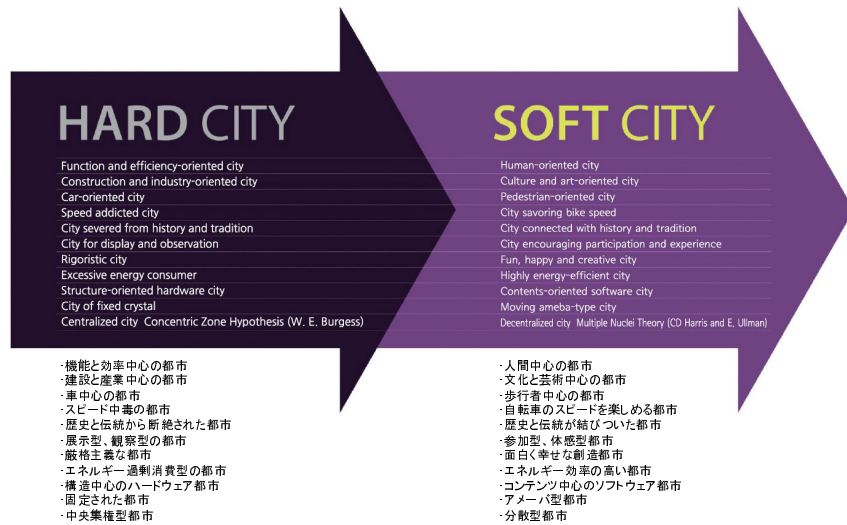 HARD CITY
Function and efficiency-oriented city
Construction and industry-oriented city
Car-oriented city
Speed addicted city
City severed from history and tradition
City for display and observation
Rigoristic city
Excessive energy consumer
Structure-oriented hardware city
City of fixed crystal
Centralized city Concentric Zone Hypothesis (W. E. Burgess)
SOFT CITY
Human-oriented city
Culture and art-oriented city
Pedestrian-oriented city
City savoring bike speed
City connected with history and tradition
City encouraging participation and experience
Fun, happy and creative city
Highly energy-efficient city
Contents-oriented software city
Moving ameba-type city
Decentralized city Multiple Nuclei Theory (CD Harris and E. Ullman)
·機能と効率中心の都市
·建設と産業中心の都市
·車中心の都市
·スピード中毒の都市
·歴史と伝統から断絶された都市
·展示型、観察型の都市
·厳格主義な都市
·エネルギー過剰消費型の都市
·構造中心のハードウェア都市
·固定された都市
·中央集権型都市
·人間中心の都市
·文化と芸術中心の都市
·歩行者中心の都市
·自転車のスピードを楽しめる都市
·歴史と伝統が結びついた都市
·参加型、体感型都市
·面白く幸せな創造都市
·エネルギー効率の高い都市
·コンテンツ中心のソフトウェア都市
·アメーバ型都市
·分散型都市